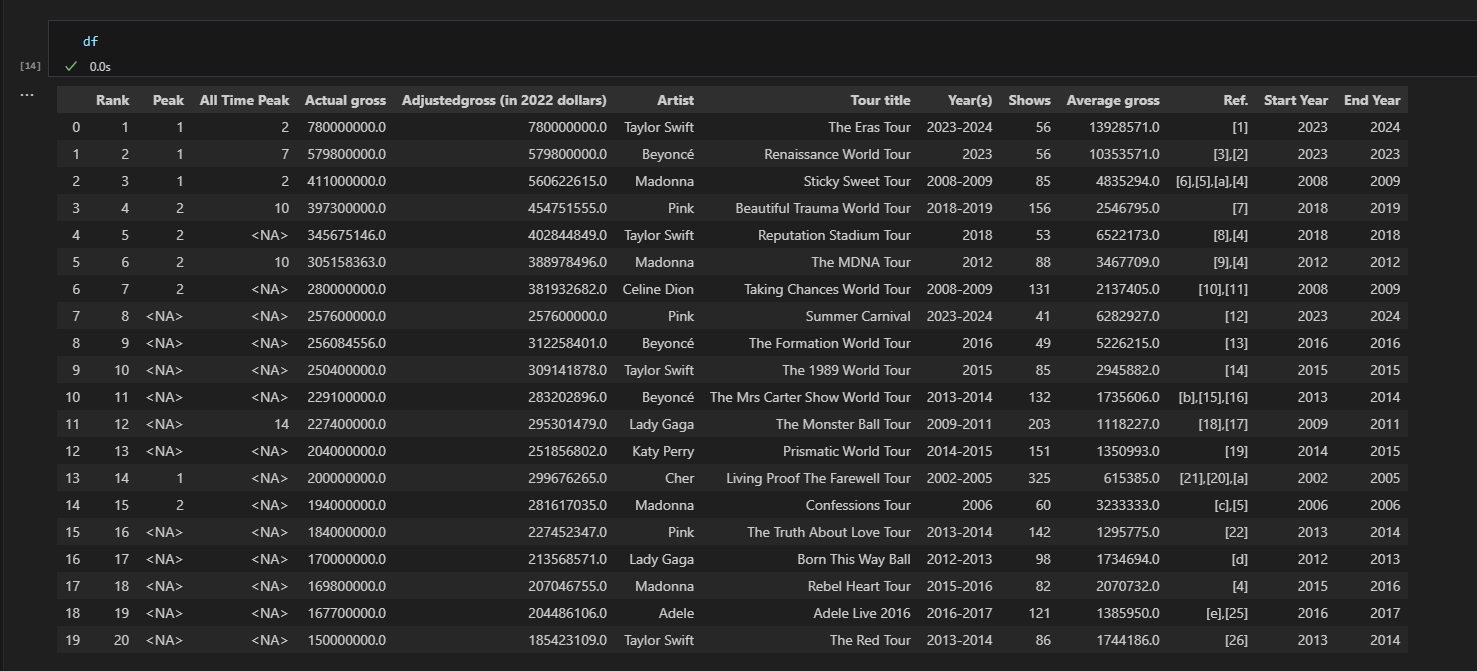 df
[14] ✓ 0.0s
...
Rank Peak All Time Peak Actual gross Adjustedgross (in 2022 dollars) Artist Tour title Year(s) Shows Average gross Ref. Start Year End Year
0 1 1 2 780000000.0 780000000.0 Taylor Swift The Eras Tour 2023-2024 56 13928571.0 [1] 2023 2024
1 2 1 7 579800000.0 579800000.0 Beyoncé Renaissance World Tour 2023 56 10353571.0 [3],[2] 2023 2023
2 3 1 2 411000000.0 560622615.0 Madonna Sticky Sweet Tour 2008-2009 85 4835294.0 [6],[5],[a],[4] 2008 2009
3 4 2 10 397300000.0 454751555.0 Pink Beautiful Trauma World Tour 2018-2019 156 2546795.0 [7] 2018 2019
4 5 2 <NA> 345675146.0 402844849.0 Taylor Swift Reputation Stadium Tour 2018 53 6522173.0 [8],[4] 2018 2018
5 6 2 10 305158363.0 388978496.0 Madonna The MDNA Tour 2012 88 3467709.0 [9],[4] 2012 2012
6 7 2 <NA> 280000000.0 381932682.0 Celine Dion Taking Chances World Tour 2008-2009 131 2137405.0 [10],[11] 2008 2009
7 8 <NA> <NA> 257600000.0 257600000.0 Pink Summer Carnival 2023-2024 41 6282927.0 [12] 2023 2024
8 9 <NA> <NA> 256084556.0 312258401.0 Beyoncé The Formation World Tour 2016 49 5226215.0 [13] 2016 2016
9 10 <NA> <NA> 250400000.0 309141878.0 Taylor Swift The 1989 World Tour 2015 85 2945882.0 [14] 2015 2015
10 11 <NA> <NA> 229100000.0 283202896.0 Beyoncé The Mrs Carter Show World Tour 2013-2014 132 1735606.0 [b],[15],[16] 2013 2014
11 12 <NA> 14 227400000.0 295301479.0 Lady Gaga The Monster Ball Tour 2009-2011 203 1118227.0 [18],[17] 2009 2011
12 13 <NA> <NA> 204000000.0 251856802.0 Katy Perry Prismatic World Tour 2014-2015 151 1350993.0 [19] 2014 2015
13 14 1 <NA> 200000000.0 299676265.0 Cher Living Proof The Farewell Tour 2002-2005 325 615385.0 [21],[20],[a] 2002 2005
14 15 2 <NA> 194000000.0 281617035.0 Madonna Confessions Tour 2006 60 3233333.0 [c],[5] 2006 2006
15 16 <NA> <NA> 184000000.0 227452347.0 Pink The Truth About Love Tour 2013-2014 142 1295775.0 [22] 2013 2014
16 17 <NA> <NA> 170000000.0 213568571.0 Lady Gaga Born This Way Ball 2012-2013 98 1734694.0 [d] 2012 2013
17 18 <NA> <NA> 169800000.0 207046755.0 Madonna Rebel Heart Tour 2015-2016 82 2070732.0 [4] 2015 2016
18 19 <NA> <NA> 167700000.0 204486106.0 Adele Adele Live 2016 2016-2017 121 1385950.0 [e],[25] 2016 2017
19 20 <NA> <NA> 150000000.0 185423109.0 Taylor Swift The Red Tour 2013-2014 86 1744186.0 [26] 2013 2014